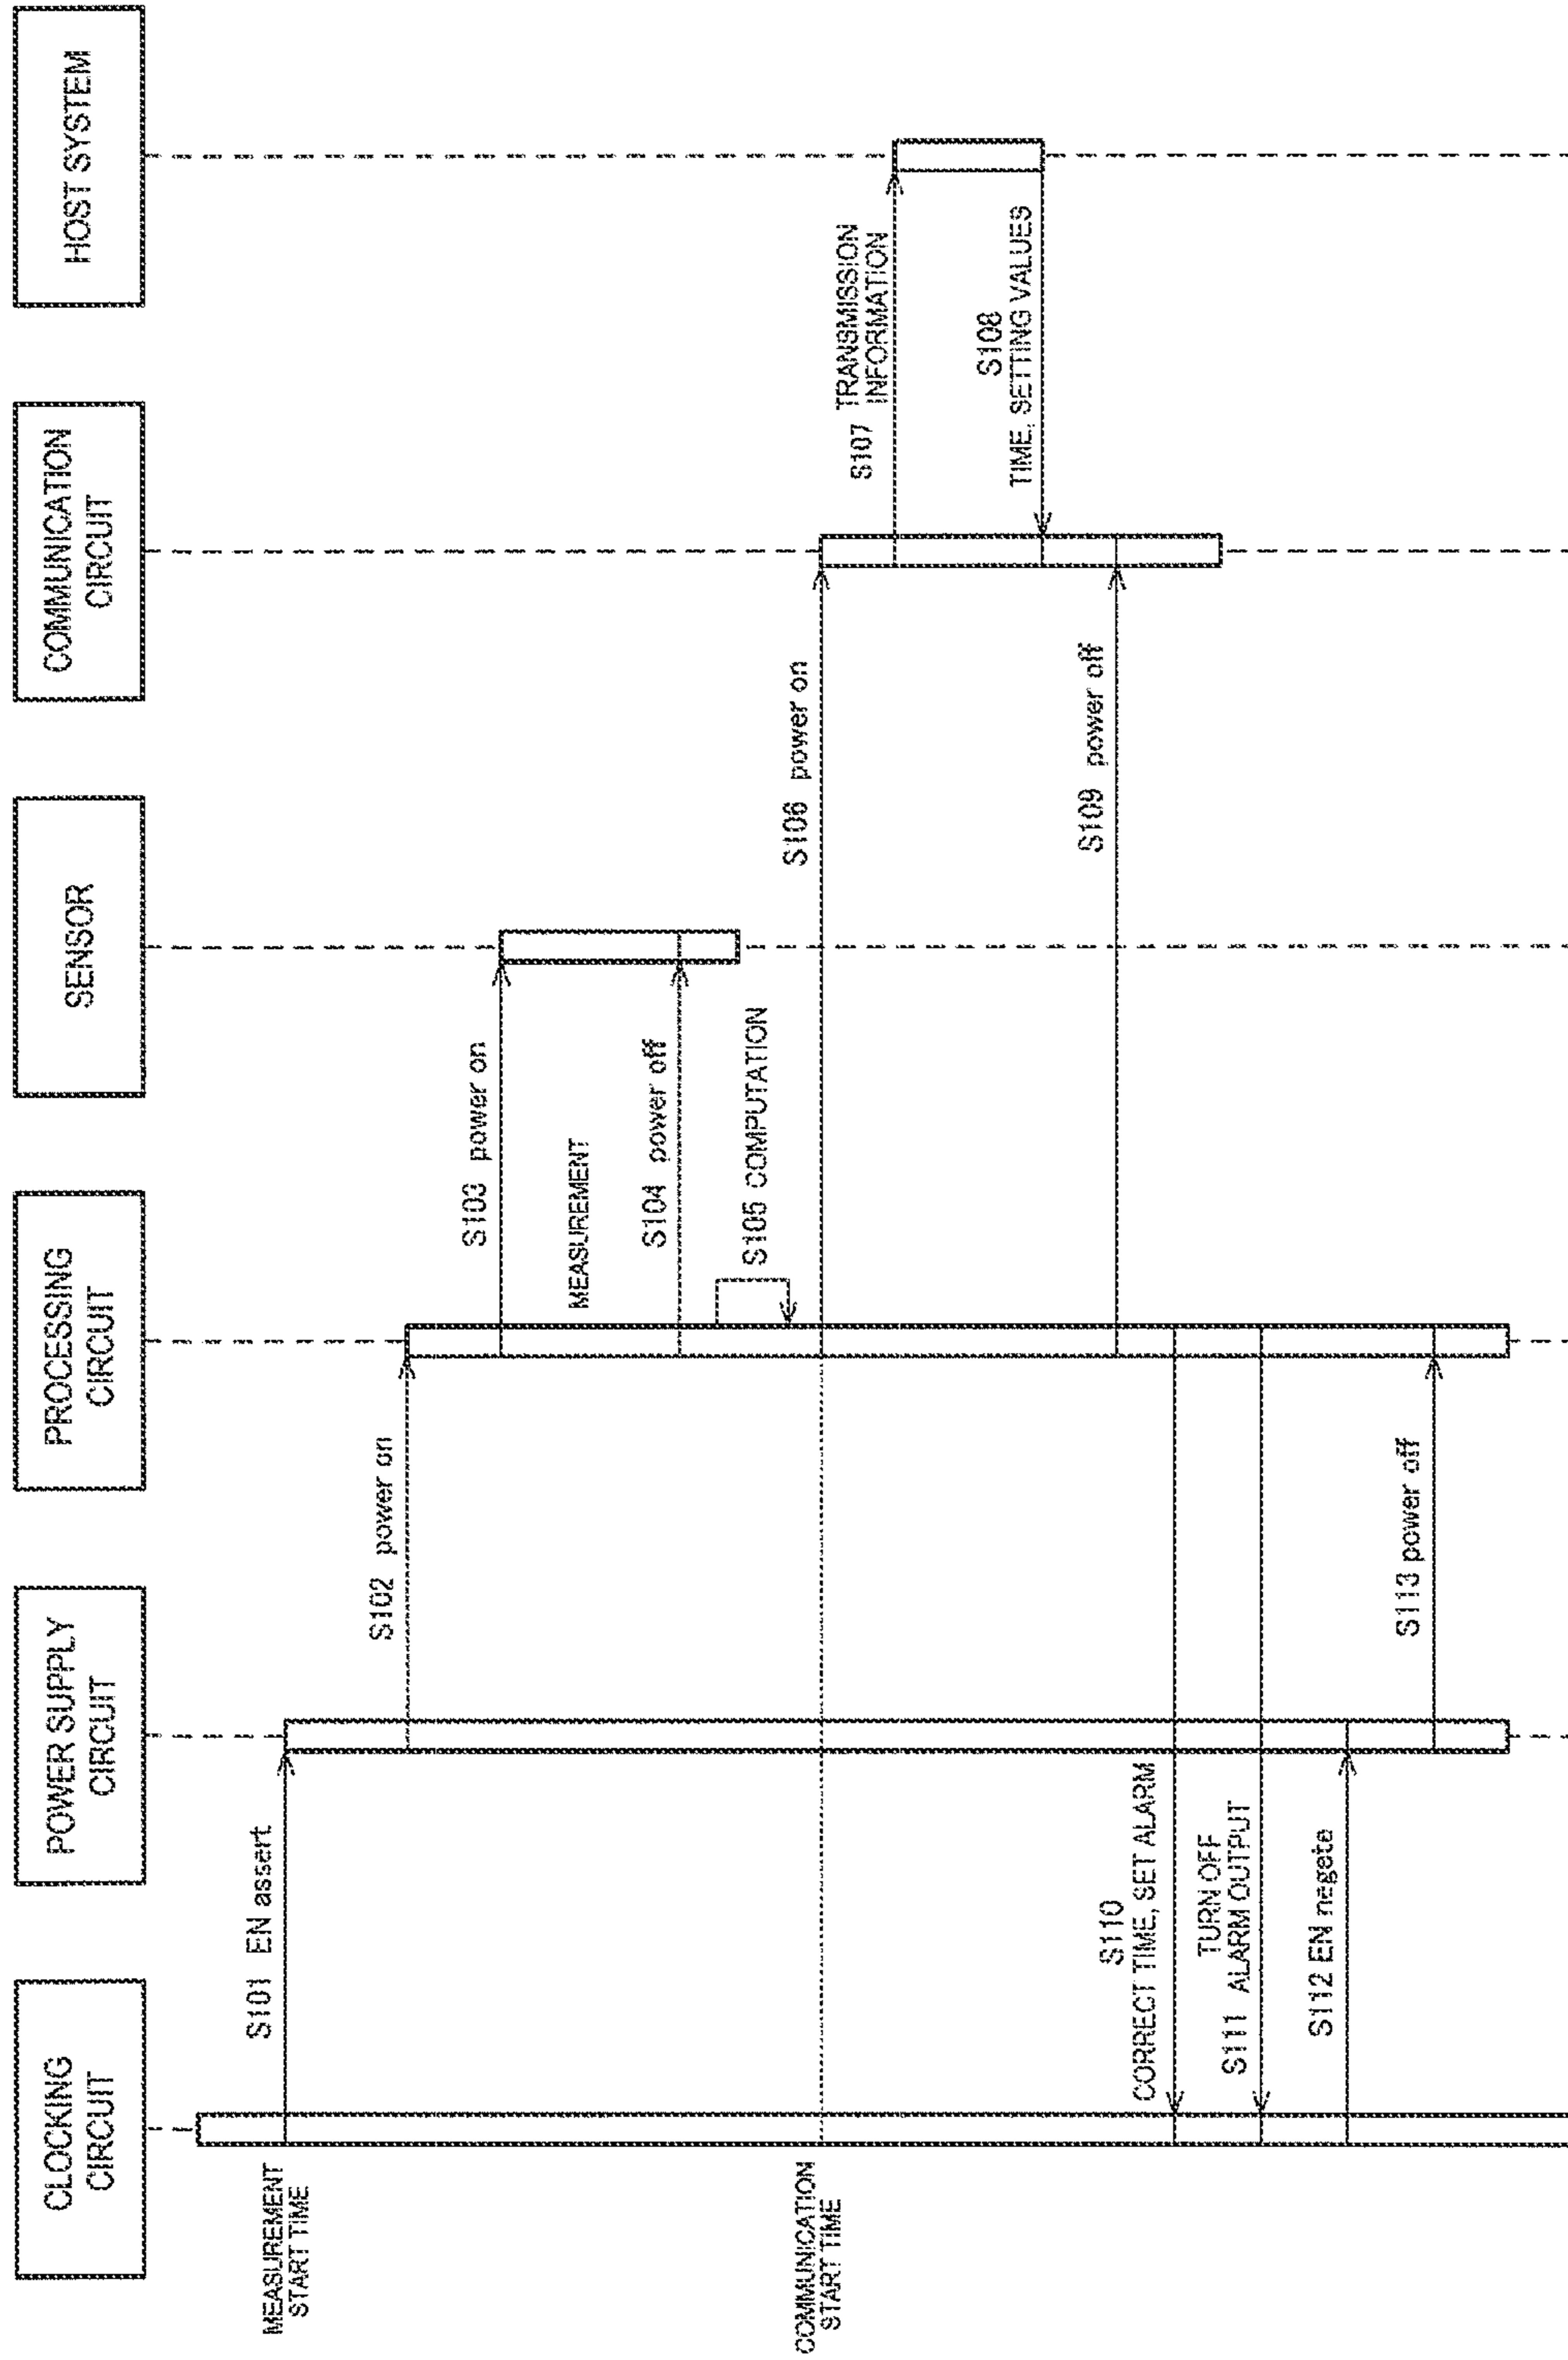 CLOCKING
CIRCUIT
POWER SUPPLY
CIRCUIT
PROCESSING
CIRCUIT
SENSOR
COMMUNICATION
CIRCUIT
HOST SYSTEM
MEASUREMENT
START TIME
S101 EN assert
S102 power on
S103 power on
MEASUREMENT
S104 power off
S105 COMPUTATION
COMMUNICATION
START TIME
S106 power on
S107 TRANSMISSION
INFORMATION
S108
TIME, SETTING VALUES
S109 power off
S110
CORRECT TIME, SET ALARM
TURN OFF
S111 ALARM OUTPUT
S112 EN negete
S113 power off